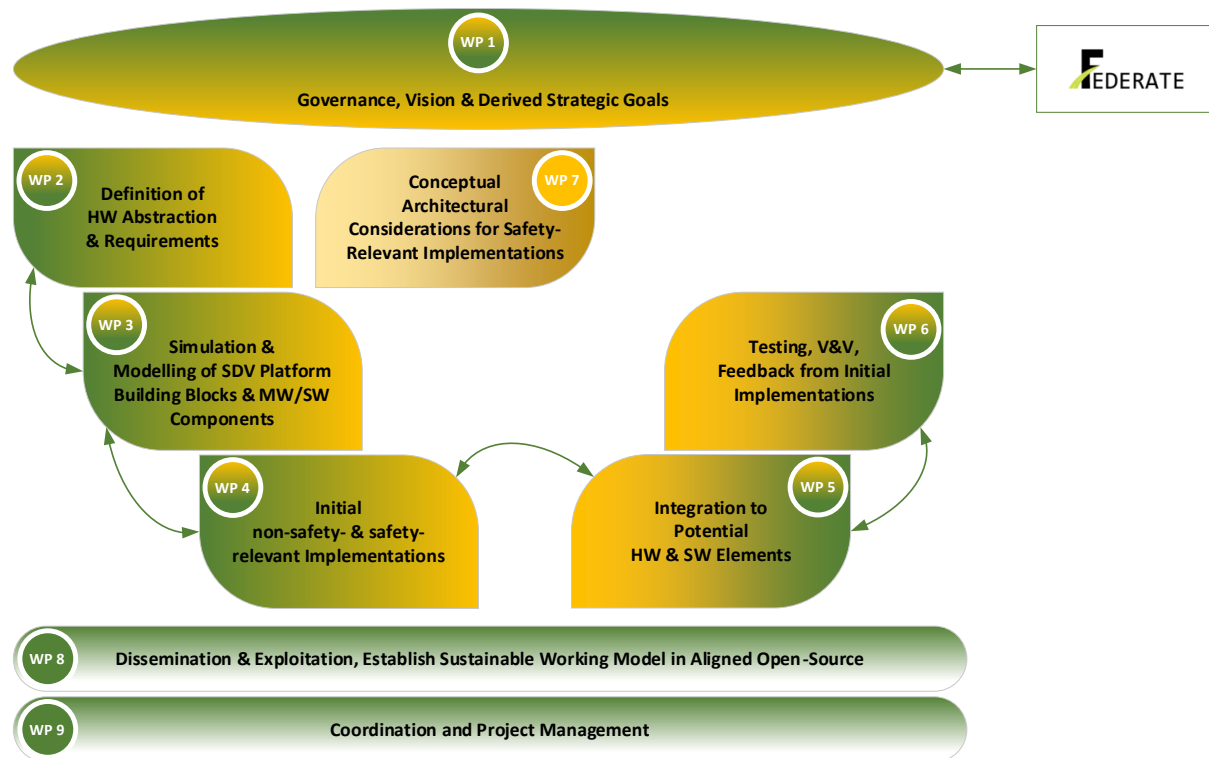 WP 1
Governance, Vision & Derived Strategic Goals
FEDERATE
WP 2
Definition of
HW Abstraction
& Requirements
WP 7
Conceptual
Architectural
Considerations for Safety-
Relevant Implementations
WP 3
Simulation &
Modelling of SDV Platform
Building Blocks & MW/SW
Components
WP 6
Testing, V&V,
Feedback from Initial
Implementations
WP 4
Initial
non-safety- & safety-
relevant Implementations
WP 5
Integration to
Potential
HW & SW Elements
WP 8
Dissemination & Exploitation, Establish Sustainable Working Model in Aligned Open-Source
WP 9
Coordination and Project Management